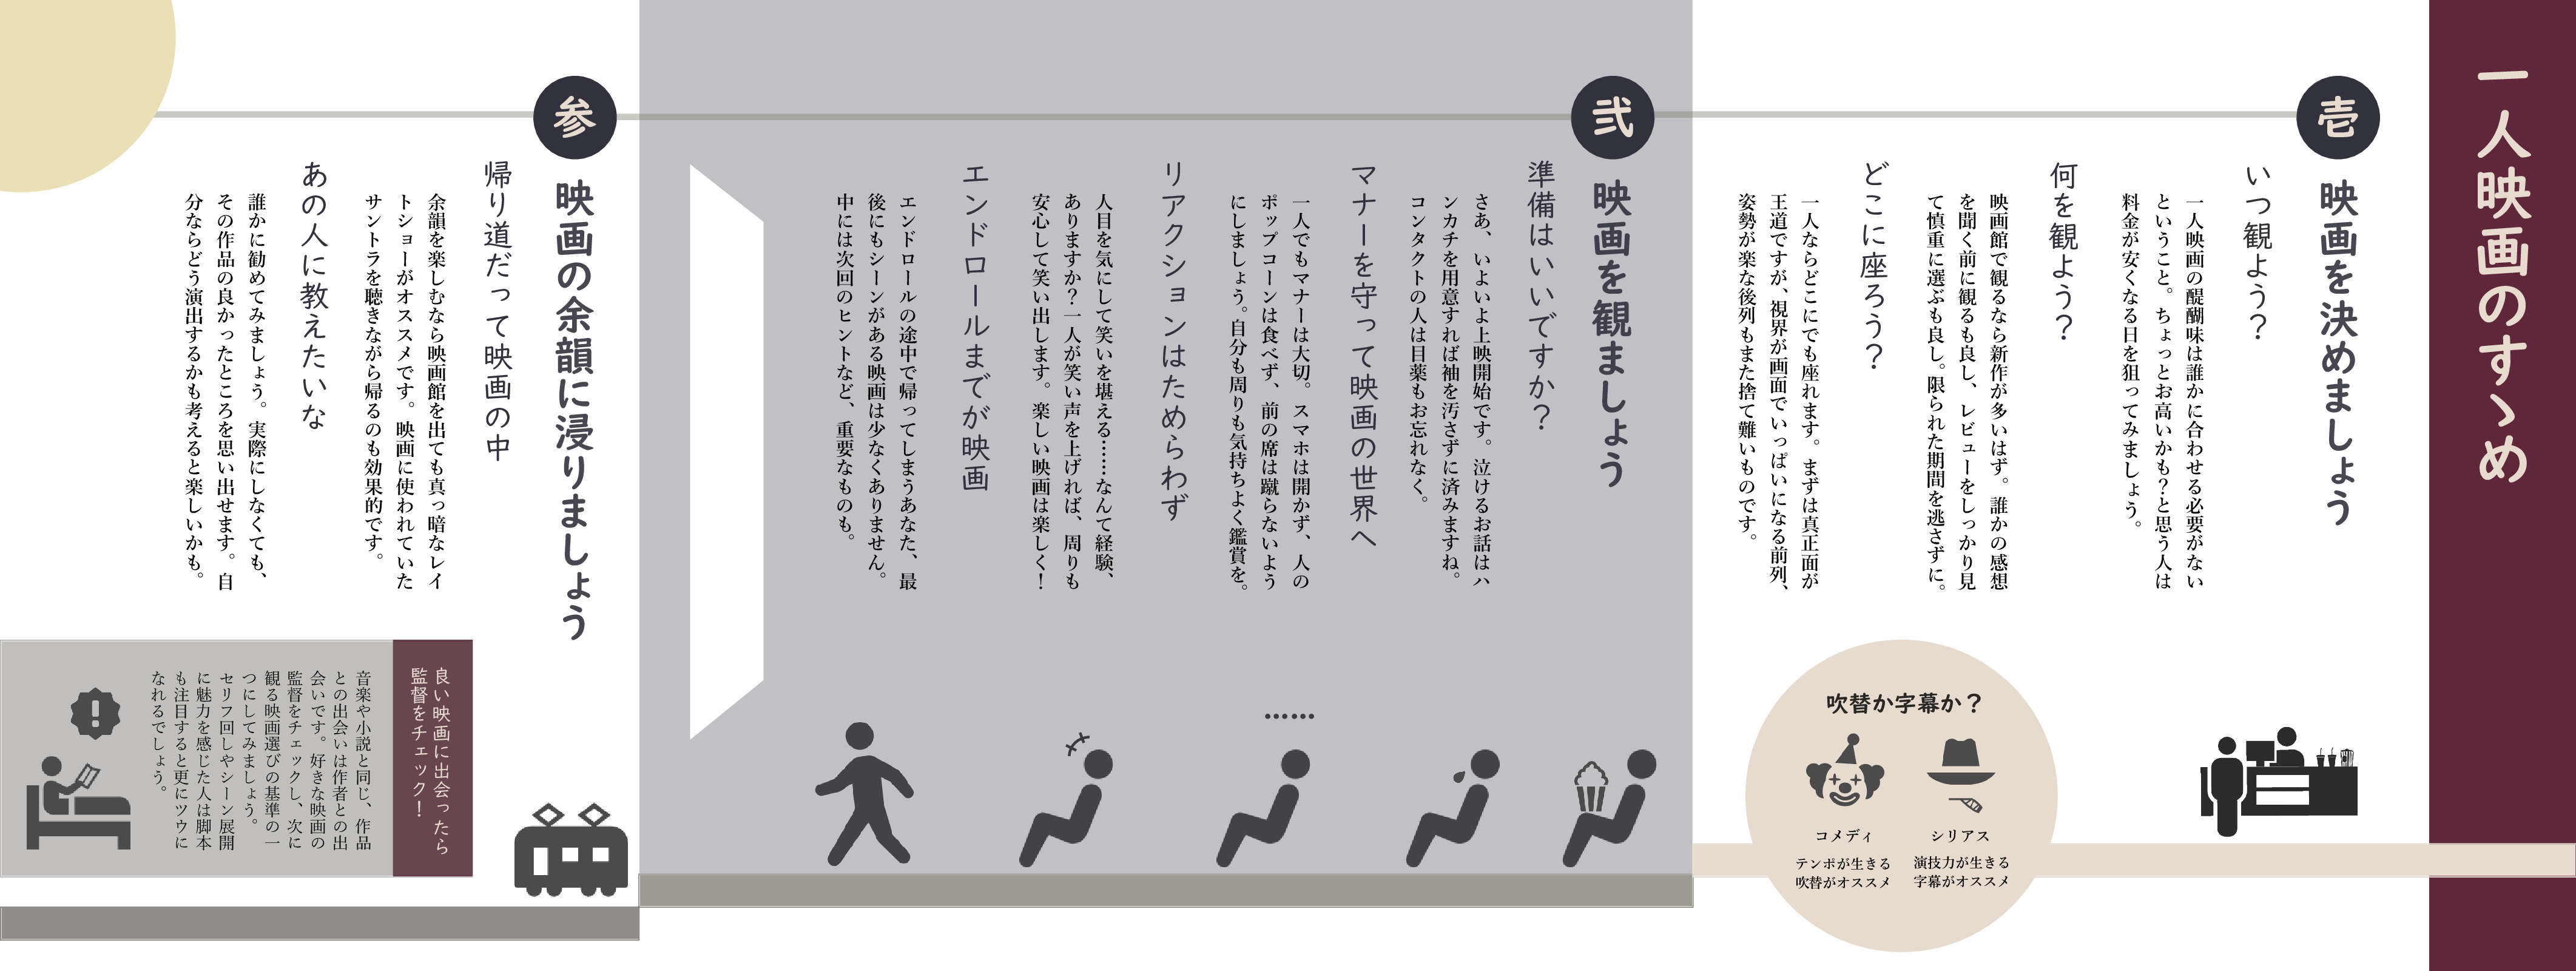 一人映画のすゝめ
壱
映画を決めましょう
いつ観よう？
一人映画の醍醐味は誰かに合わせる必要がない
ということ。ちょっとお高いかも？と思う人は
料金が安くなる日を狙ってみましょう。
何を観よう？
映画館で観るなら新作が多いはず。誰かの感想
を聞く前に観るも良し、レビューをしっかり見
て慎重に選ぶも良し。限られた期間を逃さずに。
どこに座ろう？
一人ならどこにでも座れます。まずは真正面が
王道ですが、視界が画面でいっぱいになる前列、
姿勢が楽な後列もまた捨て難いものです。
吹替か字幕か？
シリアス
演技力が生きる
字幕がオススメ
コメディ
テンポが生きる
吹替がオススメ
弐
映画を観ましょう
準備はいいですか？
さあ、いよいよ上映開始です。泣けるお話はハ
ンカチを用意すれば袖を汚さずに済みますね。
コンタクトの人は目薬もお忘れなく。
マナーを守って映画の世界へ
一人でもマナーは大切。スマホは開かず、人の
ポップコーンは食べず、前の席は蹴らないよう
にしましょう。自分も周りも気持ちよく鑑賞を。
リアクションはためらわず
人目を気にして笑いを堪える……なんて経験、
ありますか？一人が笑い声を上げれば、周りも
安心して笑い出します。楽しい映画は楽しく！
エンドロールまでが映画
エンドロールの途中で帰ってしまうあなた、最
後にもシーンがある映画は少なくありません。
中には次回のヒントなど、重要なものも。
……
参
映画の余韻に浸りましょう
帰り道だって映画の中
余韻を楽しむなら映画館を出ても真っ暗なレイ
トショーがオススメです。映画に使われていた
サントラを聴きながら帰るのも効果的です。
あの人に教えたいな
誰かに勧めてみましょう。実際にしなくても、
その作品の良かったところを思い出せます。自
分ならどう演出するかも考えると楽しいかも。
良い映画に出会ったら
監督をチェック！
音楽や小説と同じ、作品
との出会いは作者との出
会いです。好きな映画の
監督をチェックし、次に
観る映画選びの基準の一
つにしてみましょう。
セリフ回しやシーン展開
に魅力を感じた人は脚本
も注目すると更にツウに
なれるでしょう。